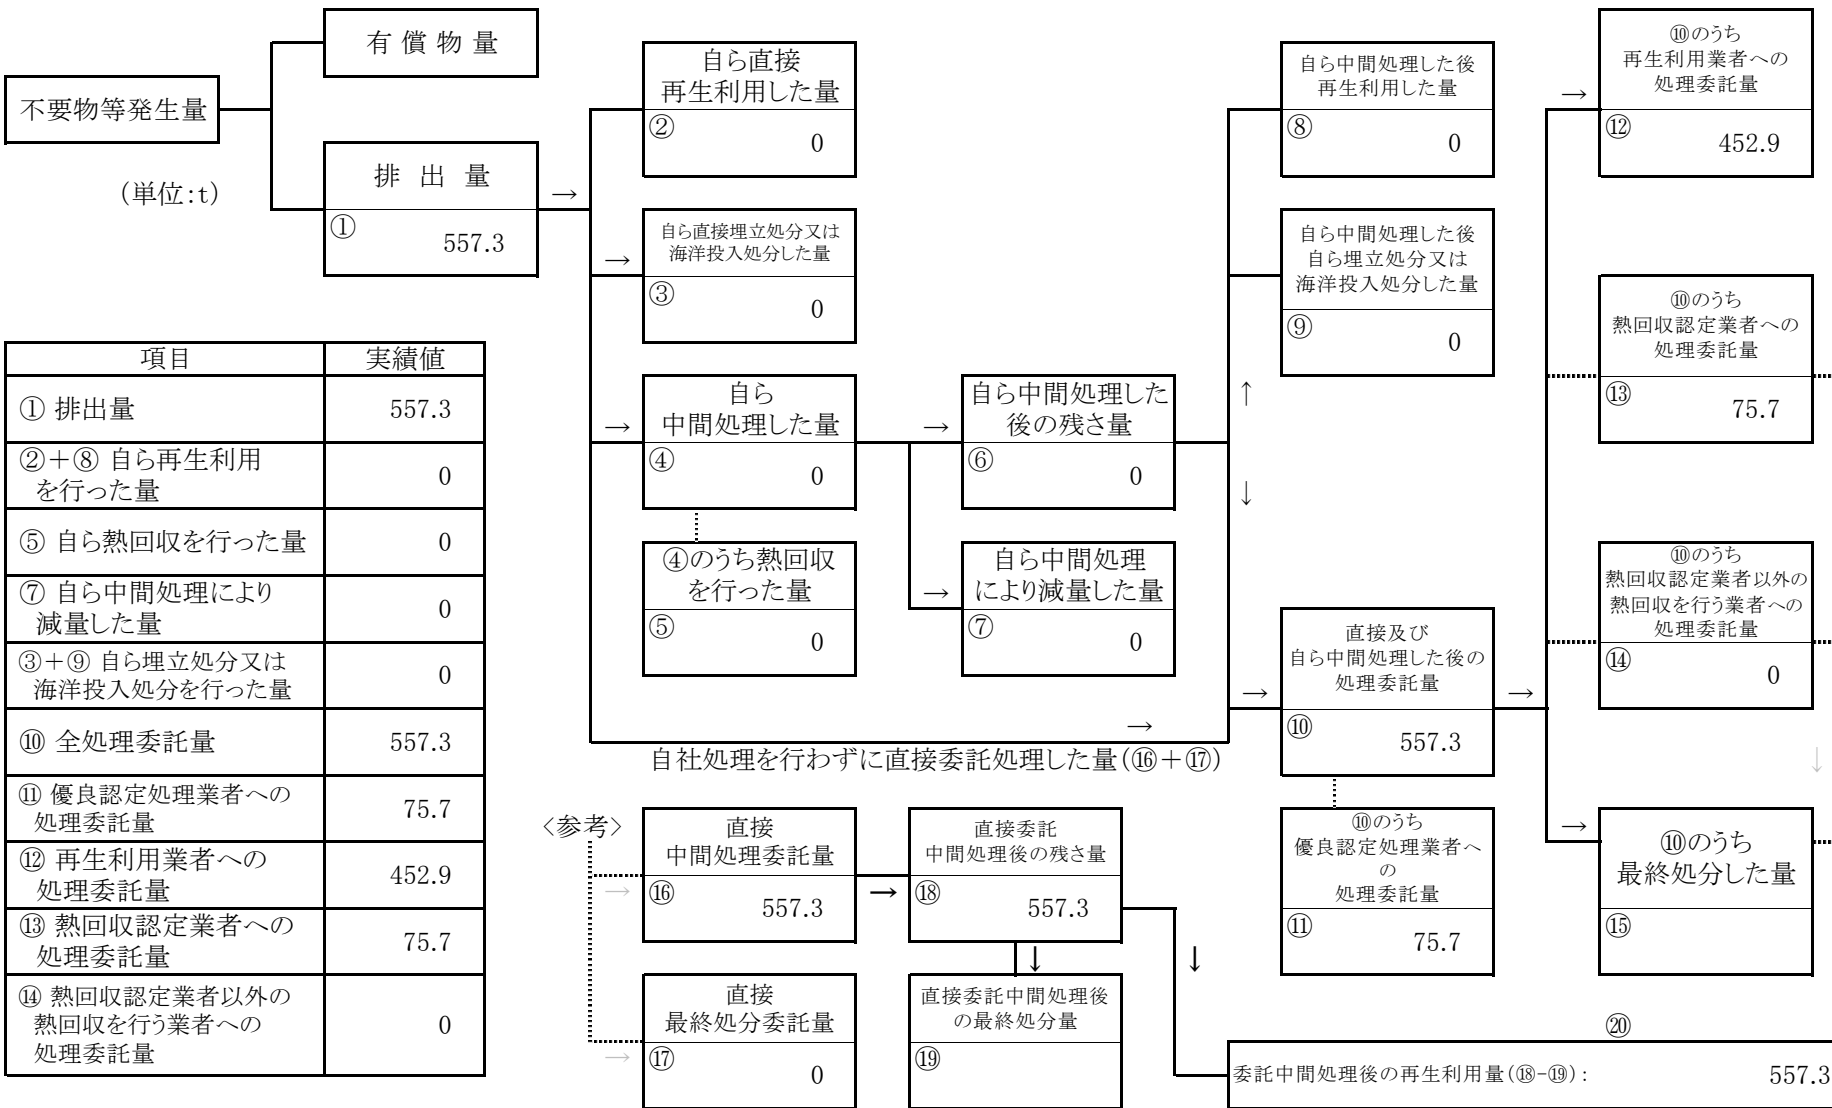 有償物量
不要物等発生量
(単位:t)
排出量
①
557.3
→
自ら直接
再生利用した量
②
0
→
自ら直接埋立処分又は
海洋投入処分した量
③
0
→
自ら
中間処理した量
④
0
④のうち熱回収
を行った量
⑤
0
→
自ら中間処理した
後の残さ量
⑥
0
→
自ら中間処理
により減量した量
⑦
0
自ら中間処理した後
再生利用した量
⑧
0
自ら中間処理した後
自ら埋立処分又は
海洋投入処分した量
⑨
0
↑
↓
→
直接及び
自ら中間処理した後の
処理委託量
⑩
557.3
→
⑩のうち
優良認定処理業者へ
の
処理委託量
⑪
75.7
→
⑩のうち
再生利用業者への
処理委託量
⑫
452.9
⑩のうち
熱回収認定業者への
処理委託量
⑬
75.7
⑩のうち
熱回収認定業者以外の
熱回収を行う業者への
処理委託量
⑭
0
↓
→
⑩のうち
最終処分した量
⑮
→
自社処理を行わずに直接委託処理した量(⑯+⑰)
<参考>
→
直接
中間処理委託量
⑯
557.3
→
直接委託
中間処理後の残さ量
⑱
557.3
↓
↓
→
直接
最終処分委託量
⑰
0
直接委託中間処理後
の最終処分量
⑲
⑳
委託中間処理後の再生利用量(⑱-⑲): 557.3
項目 実績値
① 排出量 557.3
②+⑧ 自ら再生利用
を行った量 0
⑤ 自ら熱回収を行った量 0
⑦ 自ら中間処理により
減量した量 0
③+⑨ 自ら埋立処分又は
海洋投入処分を行った量 0
⑩ 全処理委託量 557.3
⑪ 優良認定処理業者への
処理委託量 75.7
⑫ 再生利用業者への
処理委託量 452.9
⑬ 熱回収認定業者への
処理委託量 75.7
⑭ 熱回収認定業者以外の
熱回収を行う業者への
処理委託量 0